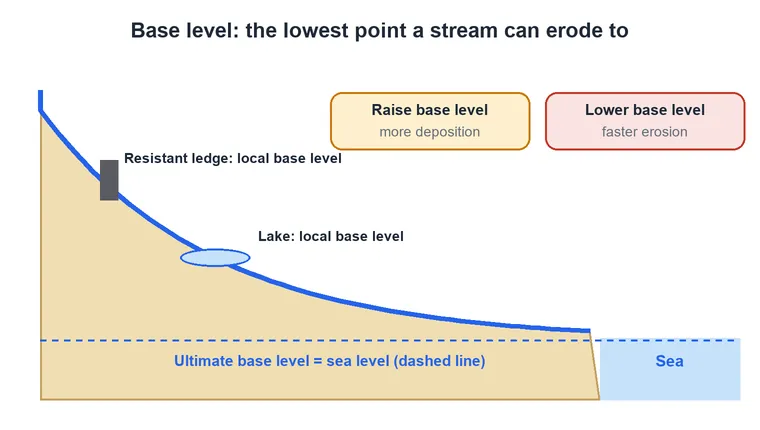 Base level: the lowest point a stream can erode to
Raise base level
more deposition
Lower base level
faster erosion
Resistant ledge: local base level
Lake: local base level
Ultimate base level = sea level (dashed line)
Sea